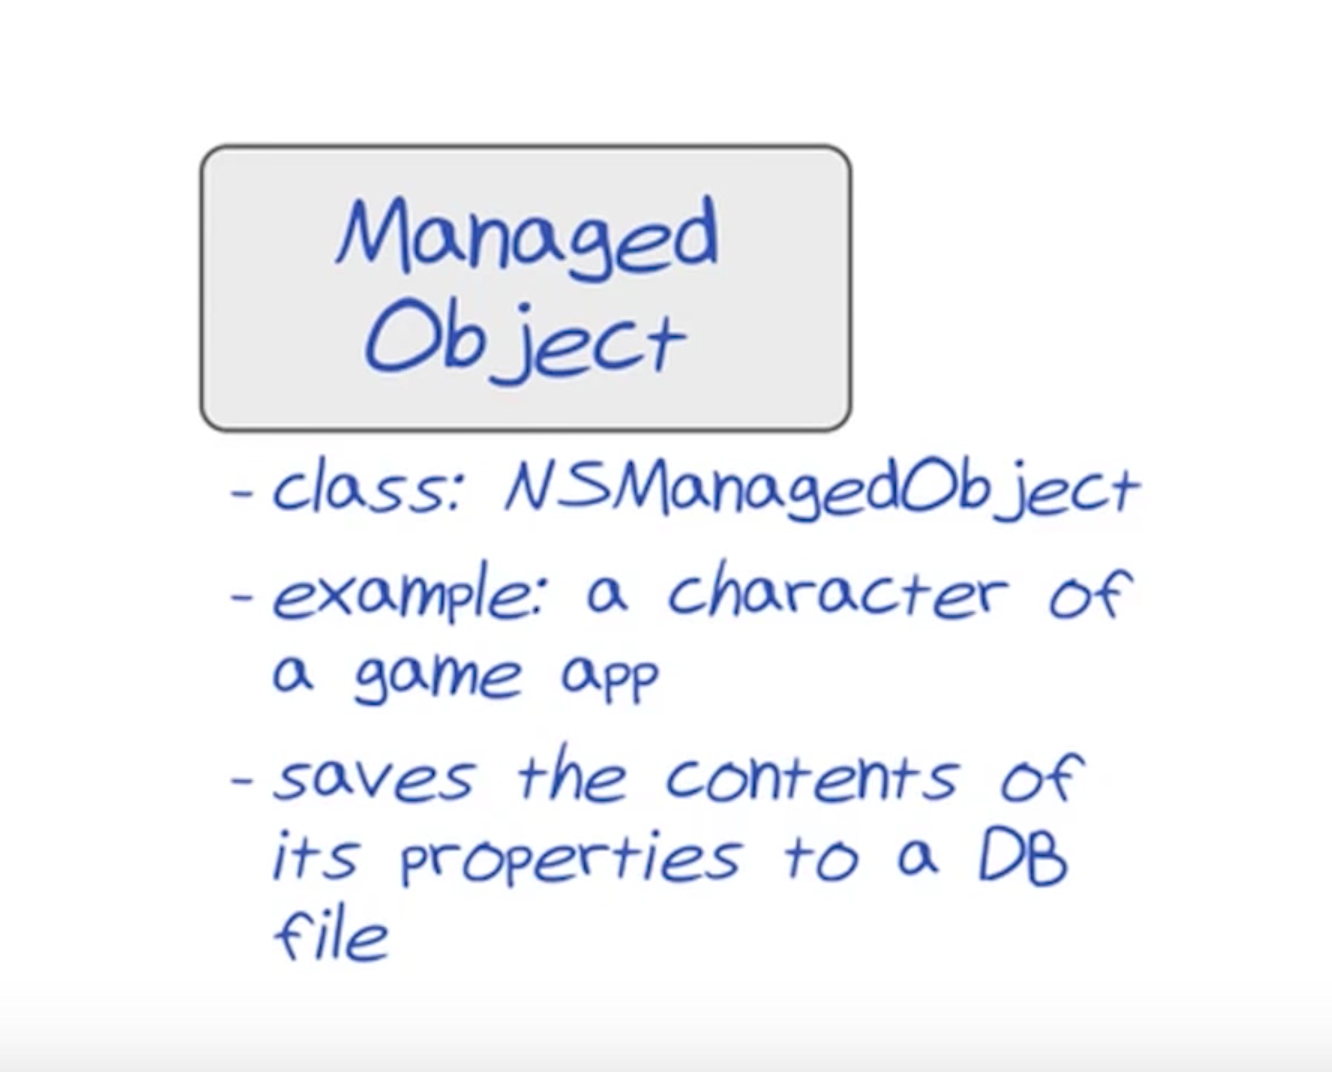 Managed
Object
- class: NSManagedObject
- example: a character of
a game app
- saves the contents of
its properties to a DB
file